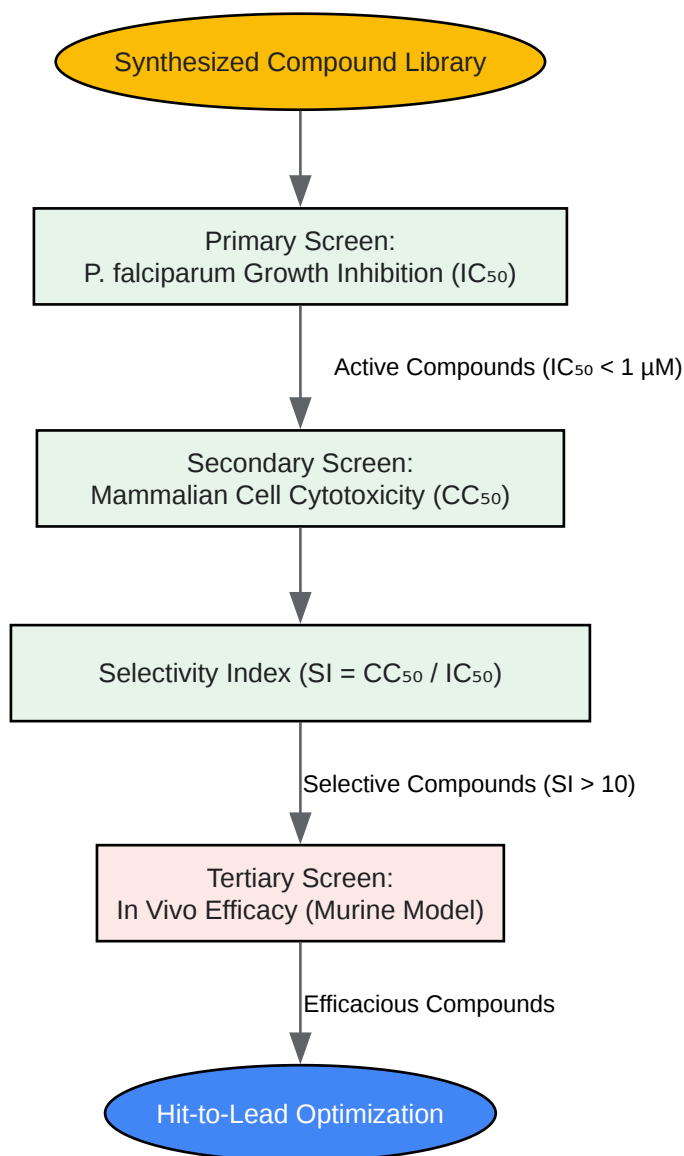 Synthesized Compound Library
Primary Screen:
P. falciparum Growth Inhibition (IC₅₀)
Active Compounds (IC₅₀ < 1 µM)
Secondary Screen:
Mammalian Cell Cytotoxicity (CC₅₀)
Selectivity Index (SI = CC₅₀ / IC₅₀)
Selective Compounds (SI > 10)
Tertiary Screen:
In Vivo Efficacy (Murine Model)
Efficacious Compounds
Hit-to-Lead Optimization